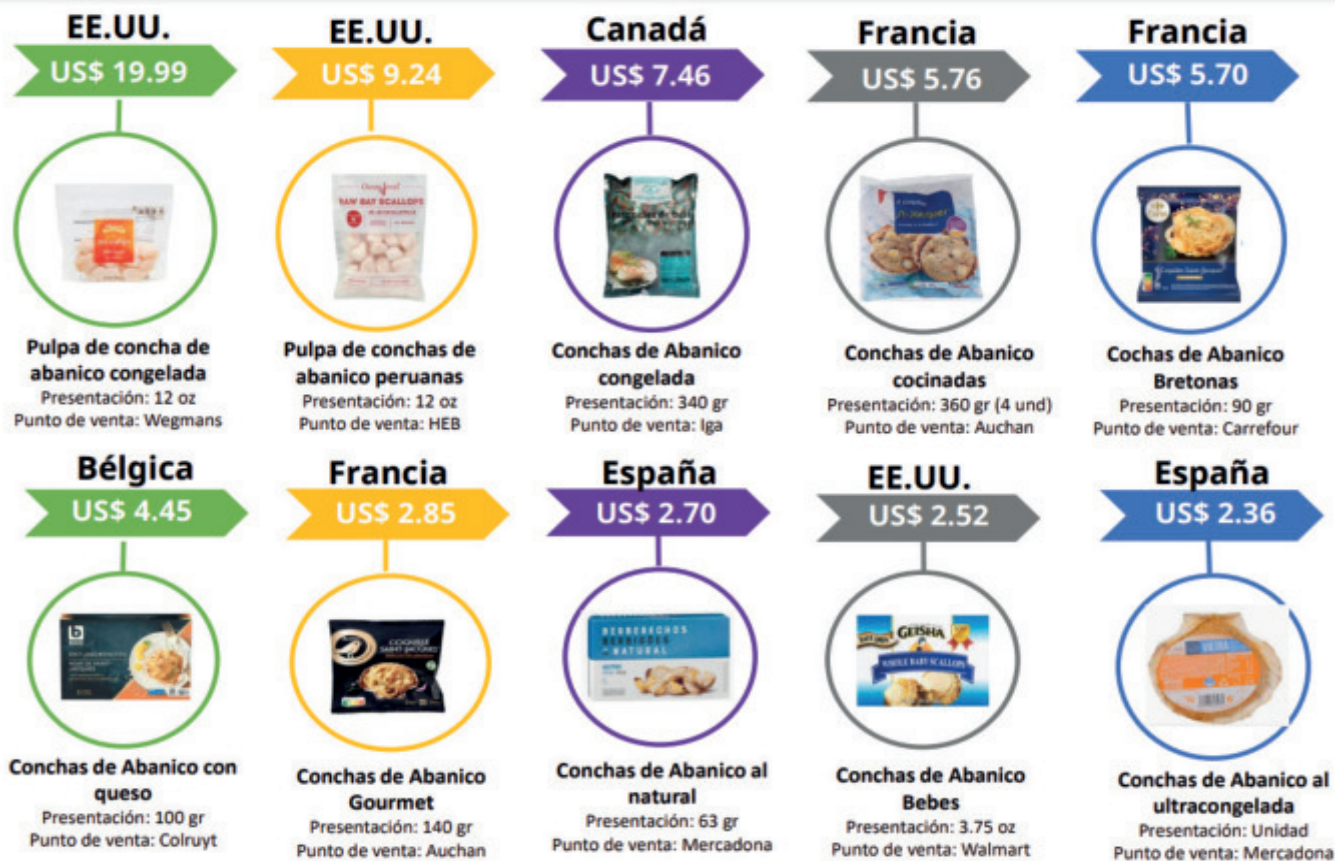 EE.UU.
US$ 19.99
Pulpa de concha de
abanico congelada
Presentación: 12 oz
Punto de venta: Wegmans
EE.UU.
US$ 9.24
RAW BAY SCALLOPS
Pulpa de conchas de
abanico peruanas
Presentación: 12 oz
Punto de venta: HEB
Canadá
US$ 7.46
Conchas de Abanico
congelada
Presentación: 340 gr
Punto de venta: Iga
Francia
US$ 5.76
Conchas de Abanico
cocinadas
Presentación: 360 gr (4 und)
Punto de venta: Auchan
Francia
US$ 5.70
Cochas de Abanico
Bretonas
Presentación: 90 gr
Punto de venta: Carrefour
Bélgica
US$ 4.45
b
Conchas de Abanico con
queso
Presentación: 100 gr
Punto de venta: Colruyt
Francia
US$ 2.85
COQUILLE
SAINT-JACQUES
Conchas de Abanico
Gourmet
Presentación: 140 gr
Punto de venta: Auchan
España
US$ 2.70
BERBERECHOS
NATURAL
Conchas de Abanico al
natural
Presentación: 63 gr
Punto de venta: Mercadona
EE.UU.
US$ 2.52
GEISHA
WHOLE BABY SCALLOPS
Conchas de Abanico
Bebes
Presentación: 3.75 oz
Punto de venta: Walmart
España
US$ 2.36
Conchas de Abanico al
ultracongelada
Presentación: Unidad
Punto de venta: Mercadona